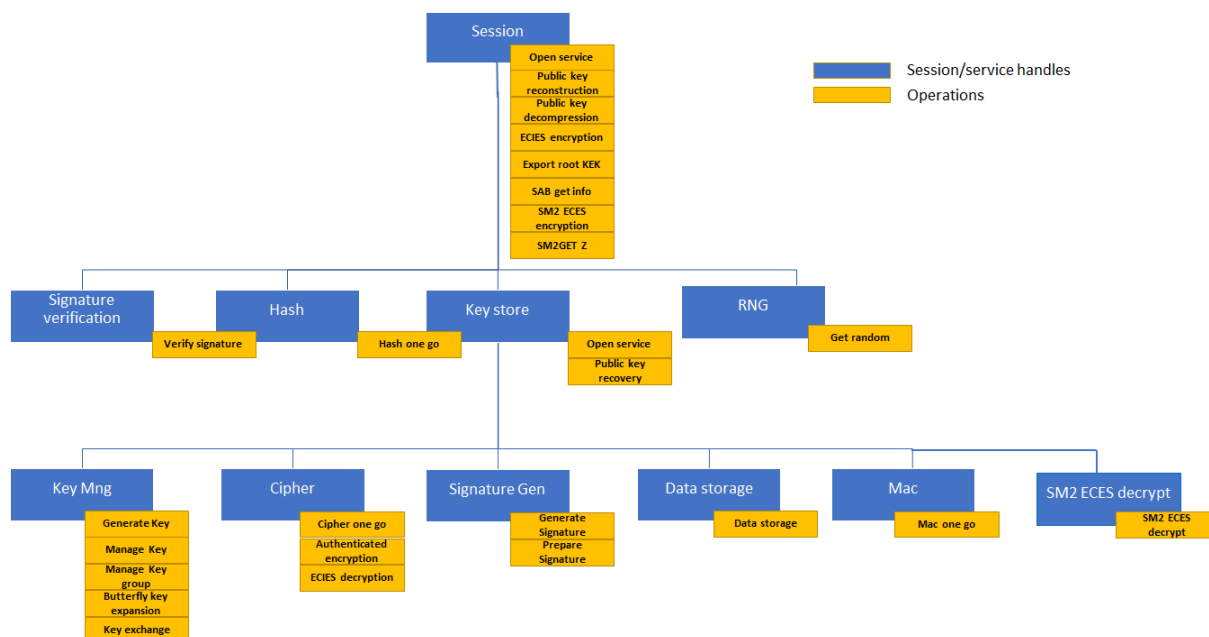 Session
Open service
Public key
reconstruction
Public key
decompression
ECIES encryption
Export root KEK
SAB get info
SM2 ECES
encryption
SM2GET Z
Session/service handles
Operations
Signature
verification
Verify signature
Hash
Hash one go
Key store
Open service
Public key
recovery
RNG
Get random
Key Mng
Generate Key
Manage Key
Manage Key
group
Butterfly key
expansion
Key exchange
Cipher
Cipher one go
Authenticated
encryption
ECIES decryption
Signature Gen
Generate
Signature
Prepare
Signature
Data storage
Data storage
Mac
Mac one go
SM2 ECES decrypt
SM2 ECES
decrypt